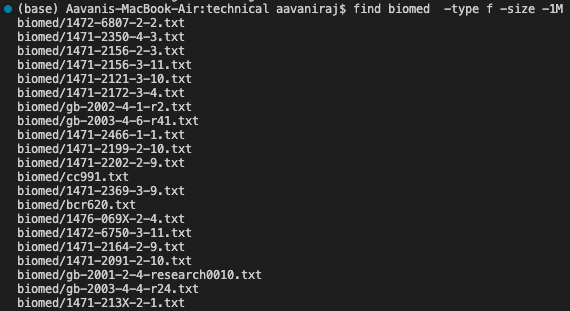 (base) Aavanis-MacBook-Air:technical aavaniraj$ find biomed  -type f -size -1M
biomed/1472-6807-2-2.txt
biomed/1471-2350-4-3.txt
biomed/1471-2156-2-3.txt
biomed/1471-2156-3-11.txt
biomed/1471-2121-3-10.txt
biomed/1471-2172-3-4.txt
biomed/gb-2002-4-1-r2.txt
biomed/gb-2003-4-6-r41.txt
biomed/1471-2466-1-1.txt
biomed/1471-2199-2-10.txt
biomed/1471-2202-2-9.txt
biomed/cc991.txt
biomed/1471-2369-3-9.txt
biomed/bcr620.txt
biomed/1476-069X-2-4.txt
biomed/1472-6750-3-11.txt
biomed/1471-2164-2-9.txt
biomed/1471-2091-2-10.txt
biomed/gb-2001-2-4-research0010.txt
biomed/gb-2003-4-4-r24.txt
biomed/1471-213X-2-1.txt